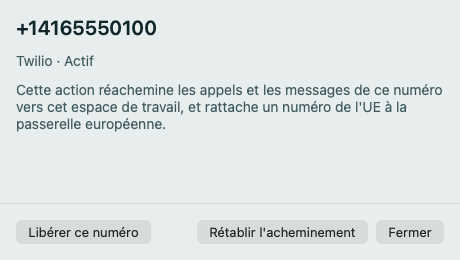 +14165550100
Twilio · Actif
Cette action réachemine les appels et les messages de ce numéro
vers cet espace de travail, et rattache un numéro de l'UE à la
passerelle européenne.
Libérer ce numéro
Rétablir l'acheminement
Fermer